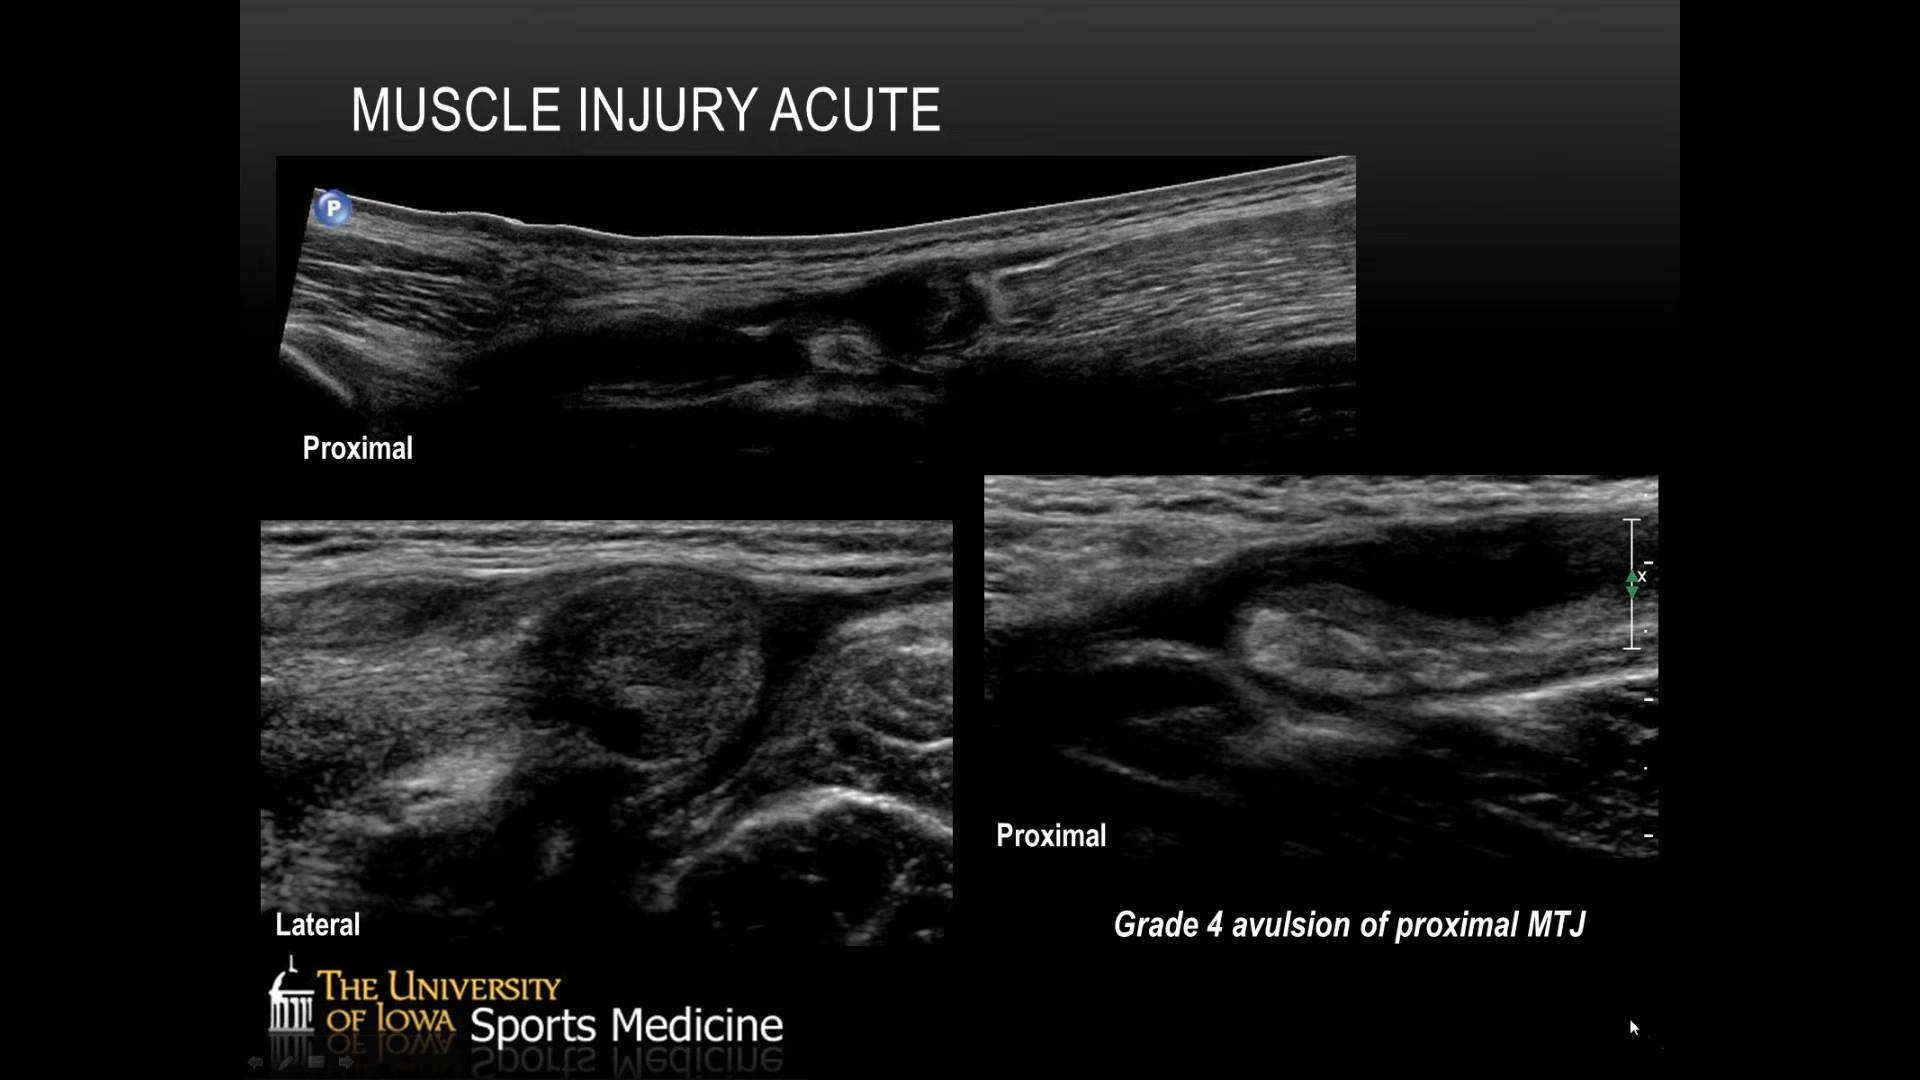 MUSCLE INJURY ACUTE
P
Proximal
x
Proximal
Lateral
Grade 4 avulsion of proximal MTJ
THE UNIVERSITY
OF IOWA Sports Medicine